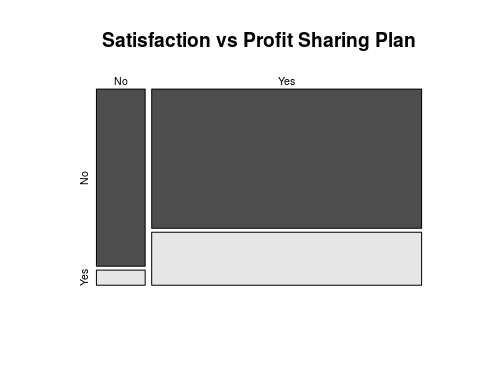 Satisfaction vs Profit Sharing Plan
No Yes
No
Yes